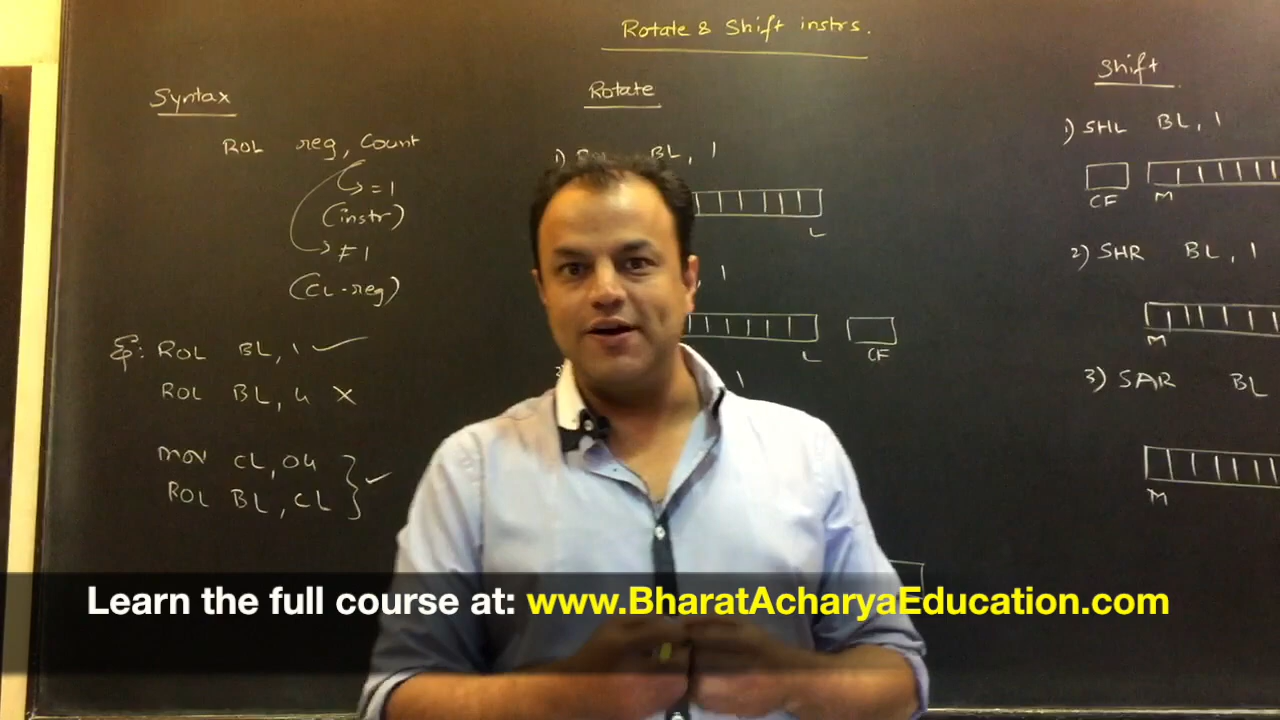 Rotate & Shift instrs.
Syntax
ROL reg, Count
= 1
(instr)
≠ 1
(CL-reg)
Eg: ROL BL, 1 ✓
ROL BL, 4 X
MOV CL, 04
ROL BL, CL ✓
Rotate
1) BL, 1
L
, 1
L
CF
1
Shift
1) SHL BL, 1
CF M
2) SHR BL, 1
M
3) SAR BL
M
Learn the full course at: www.BharatAcharyaEducation.com